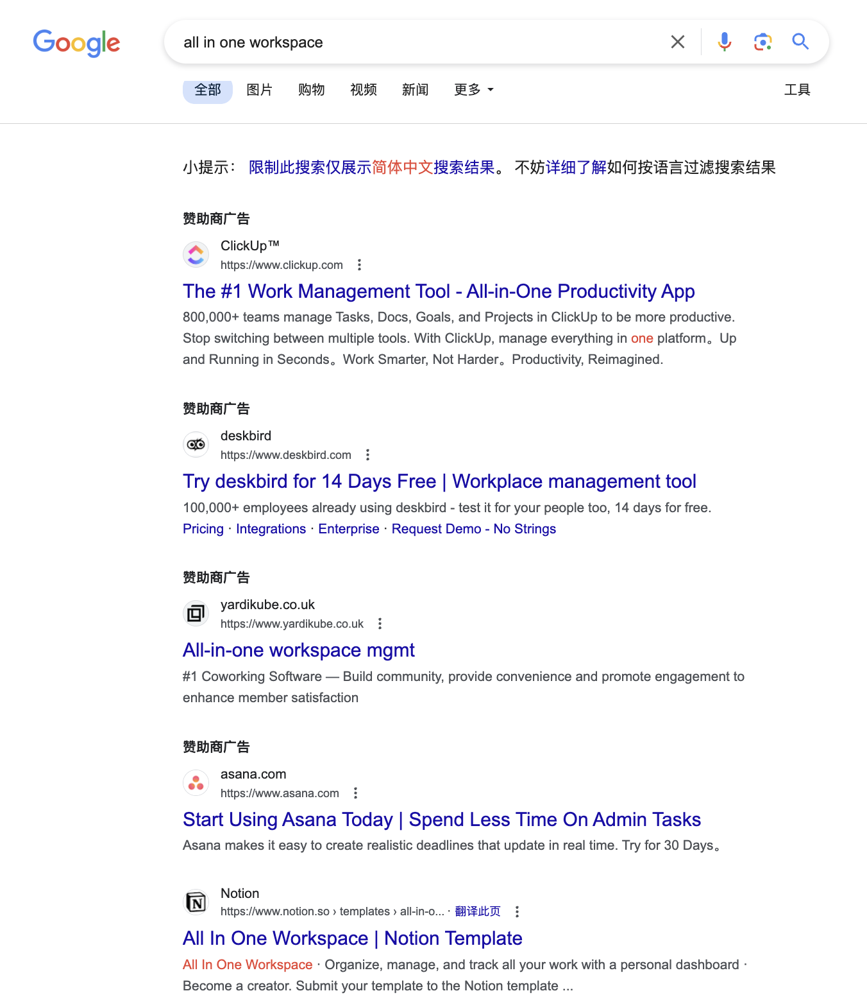 Google
all in one workspace
全部 图片 购物 视频 新闻 更多 工具
小提示： 限制此搜索仅展示简体中文搜索结果。 不妨详细了解如何按语言过滤搜索结果
赞助商广告
ClickUp™
https://www.clickup.com
The #1 Work Management Tool - All-in-One Productivity App
800,000+ teams manage Tasks, Docs, Goals, and Projects in ClickUp to be more productive.
Stop switching between multiple tools. With ClickUp, manage everything in one platform。Up
and Running in Seconds。Work Smarter, Not Harder。Productivity, Reimagined.
赞助商广告
deskbird
https://www.deskbird.com
Try deskbird for 14 Days Free | Workplace management tool
100,000+ employees already using deskbird - test it for your people too, 14 days for free.
Pricing · Integrations · Enterprise · Request Demo - No Strings
赞助商广告
yardikube.co.uk
https://www.yardikube.co.uk
All-in-one workspace mgmt
#1 Coworking Software — Build community, provide convenience and promote engagement to
enhance member satisfaction
赞助商广告
asana.com
https://www.asana.com
Start Using Asana Today | Spend Less Time On Admin Tasks
Asana makes it easy to create realistic deadlines that update in real time. Try for 30 Days。
Notion
https://www.notion.so › templates › all-in-o... · 翻译此页
All In One Workspace | Notion Template
All In One Workspace · Organize, manage, and track all your work with a personal dashboard ·
Become a creator. Submit your template to the Notion template ...